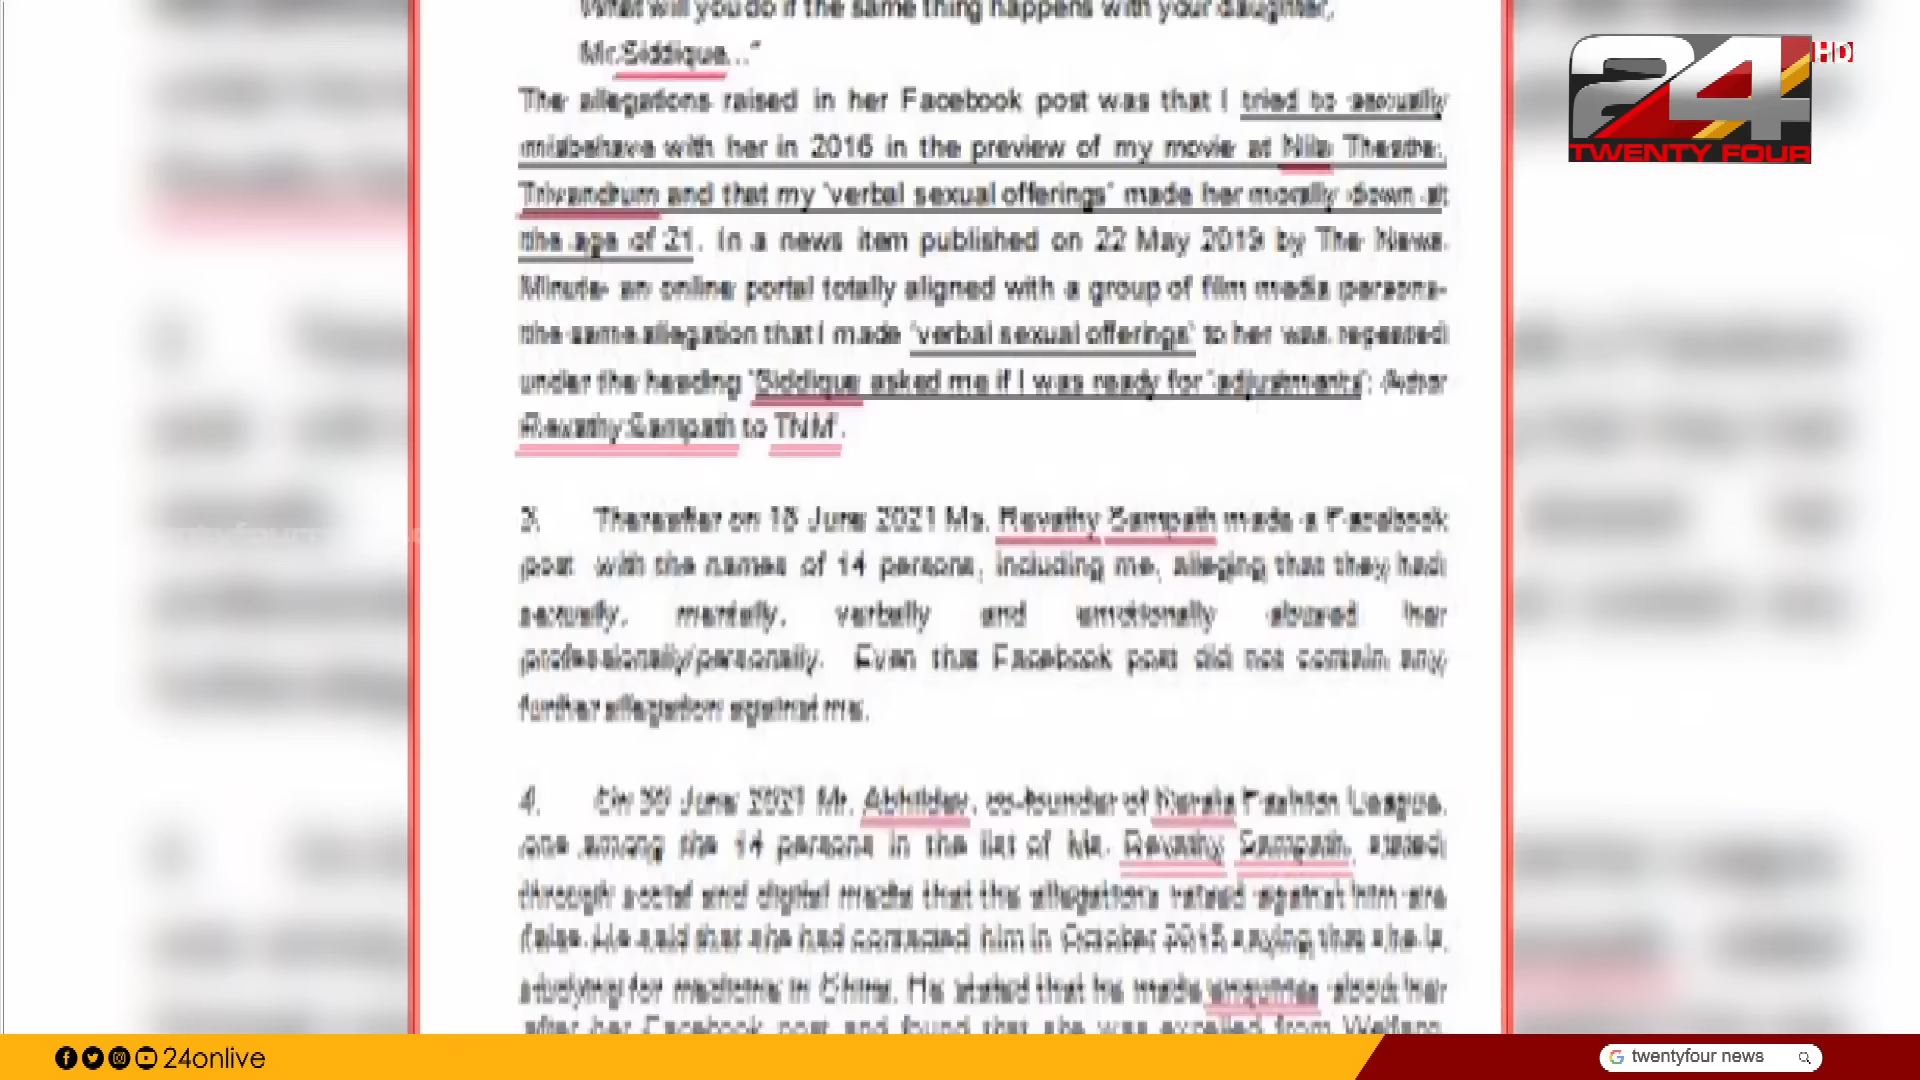 What will you do if the same thing happens with your daughter,
Mr.Siddique..."
The allegations raised in her Facebook post was that I tried to sexually
misbehave with her in 2016 in the preview of my movie at Nila Theatre,
Trivandrum and that my 'verbal sexual offerings' made her morally down at
the age of 21. In a news item published on 22 May 2019 by The News
Minute- an online portal totally aligned with a group of film media persons-
the same allegation that I made 'verbal sexual offerings' to her was repeated
under the heading 'Siddique asked me if I was ready for 'adjustments': Actor
Revathy Sampath to TNM'.
3. Thereafter on June 2021 Ms. Revathy Sampath made a Facebook
post with the names of 14 persons, including me, alleging that they had
sexually, mentally, verbally and emotionally abused her
professionally/personally. Even that Facebook post did not contain any
further allegation against me.
4. On June 2021 Mr. Abhildev, co-founder of Kerala Fashion League,
one among the 14 persons in the list of Ms. Revathy Sampath, stated
through social and digital media that the allegations raised against him are
false. He said that she had contacted him in October saying that she is
studying for medicine in China. He stated that he made enquiries about her
after her Facebook post and found that she was expelled from
24
HD
TWENTY FOUR
24onlive
twentyfour news